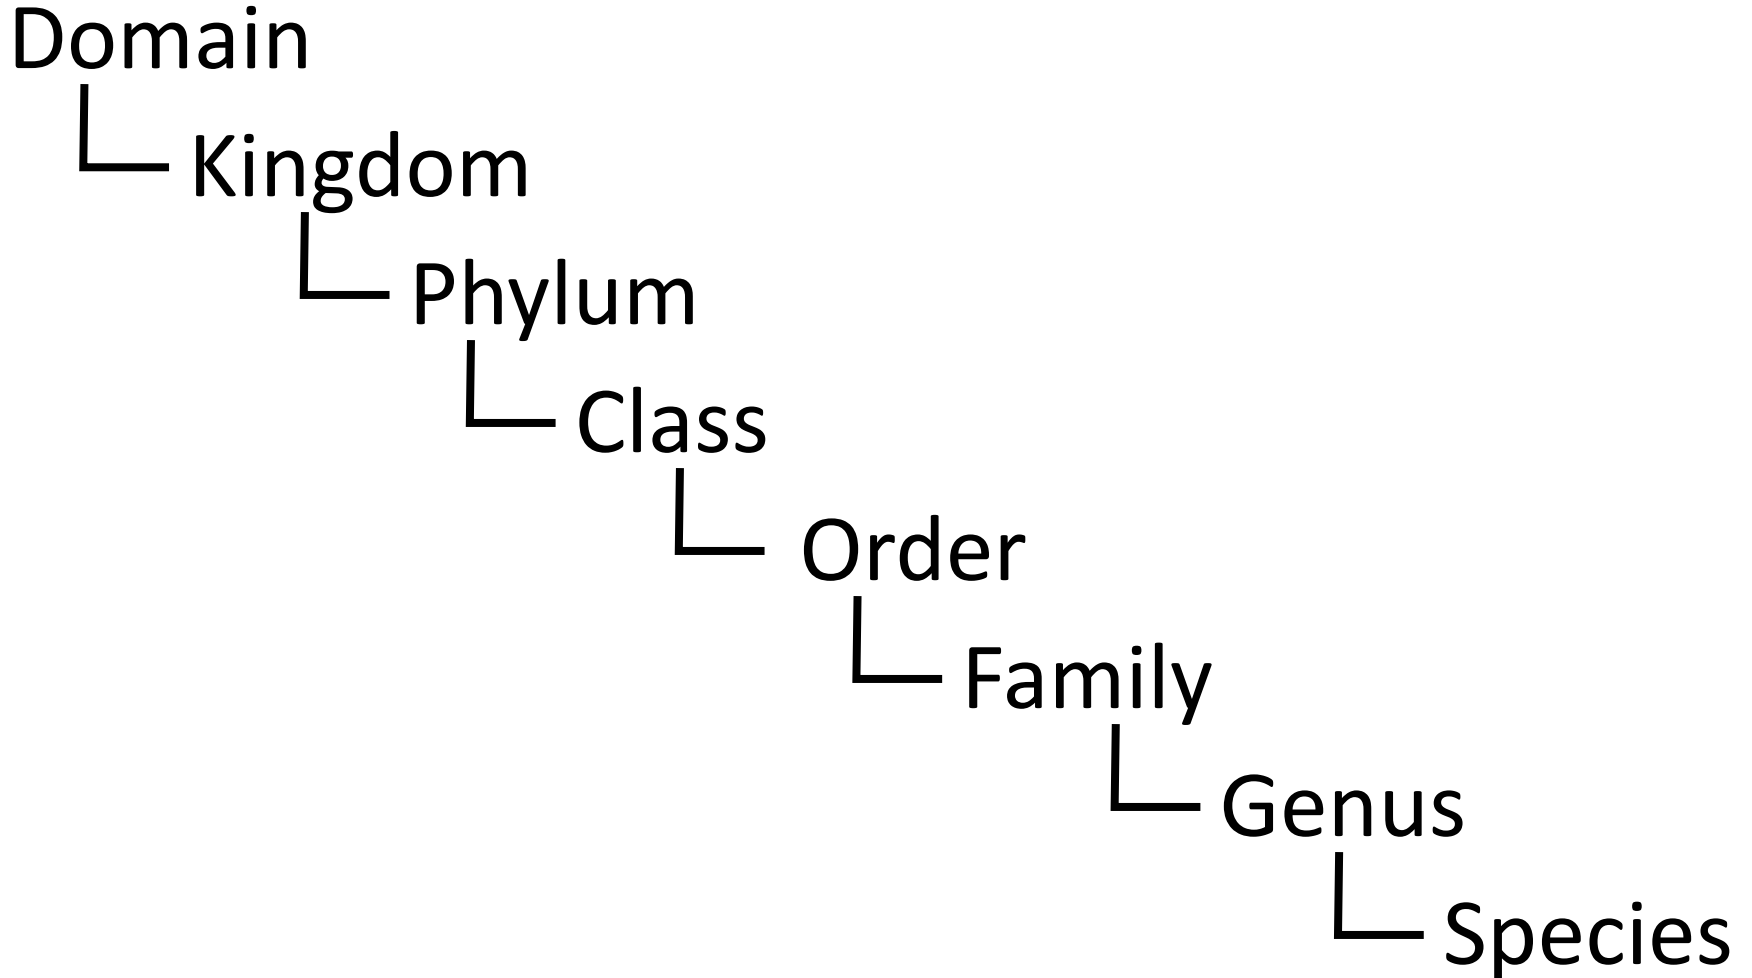 Domain
Kingdom
Phylum
Class
Order
Family
Genus
Species